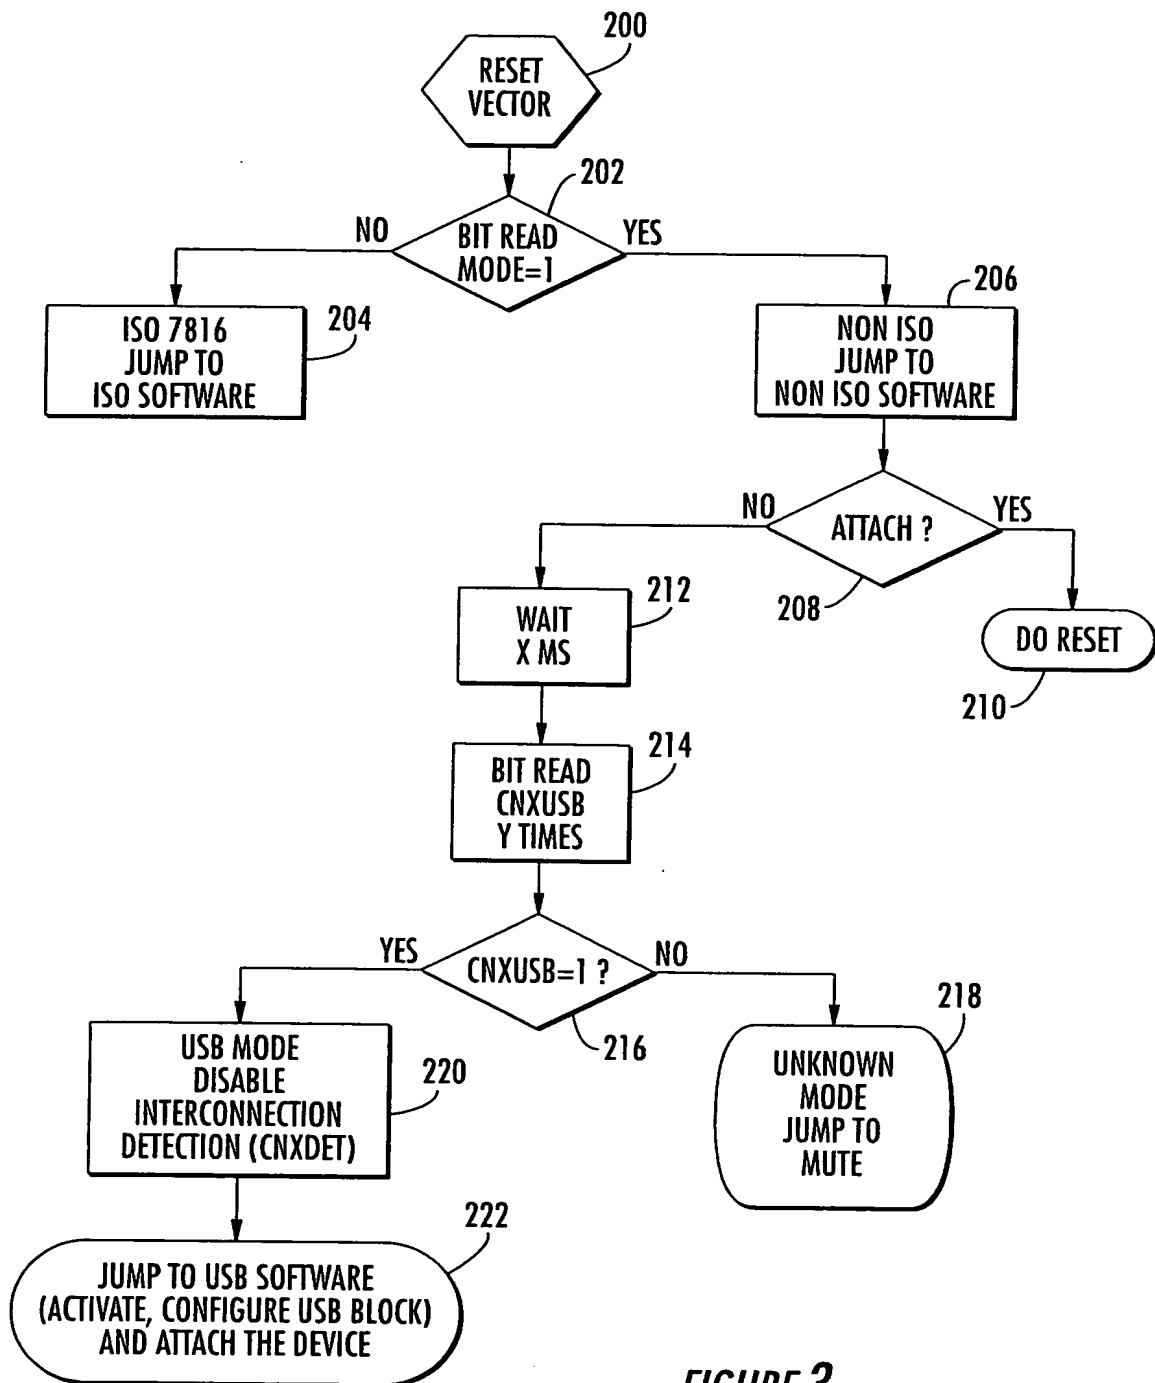 200
RESET
VECTOR
202
NO
BIT READ
MODE=1
YES
206
ISO 7816
JUMP TO
ISO SOFTWARE
204
NON ISO
JUMP TO
NON ISO SOFTWARE
NO
ATTACH ?
YES
208
212
WAIT
X MS
DO RESET
210
214
BIT READ
CNXUSB
Y TIMES
YES
CNXUSB=1 ?
NO
216
218
USB MODE
DISABLE
INTERCONNECTION
DETECTION (CNXDET)
220
UNKNOWN
MODE
JUMP TO
MUTE
222
JUMP TO USB SOFTWARE
(ACTIVATE, CONFIGURE USB BLOCK)
AND ATTACH THE DEVICE
FIGURE 3